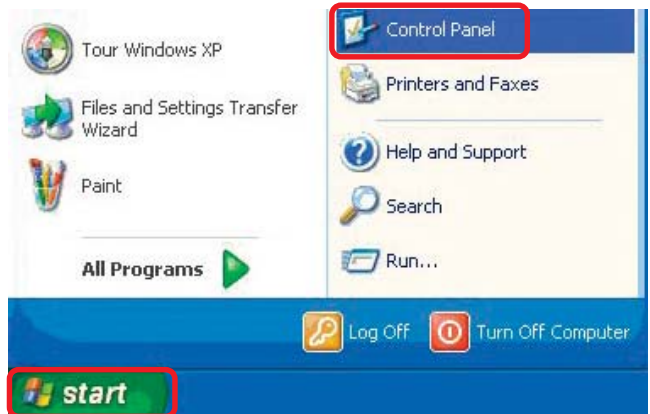 Tour Windows XP
Files and Settings Transfer
Wizard
Paint
All Programs
Control Panel
Printers and Faxes
Help and Support
Search
Run...
Log Off
Turn Off Computer
start